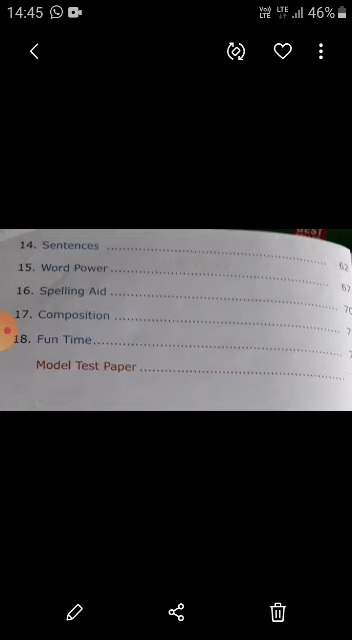 14:45 46%
14. Sentences ........................................ 62
15. Word Power ........................................ 67
16. Spelling Aid ........................................
17. Composition ........................................
18. Fun Time ........................................
Model Test Paper ........................................